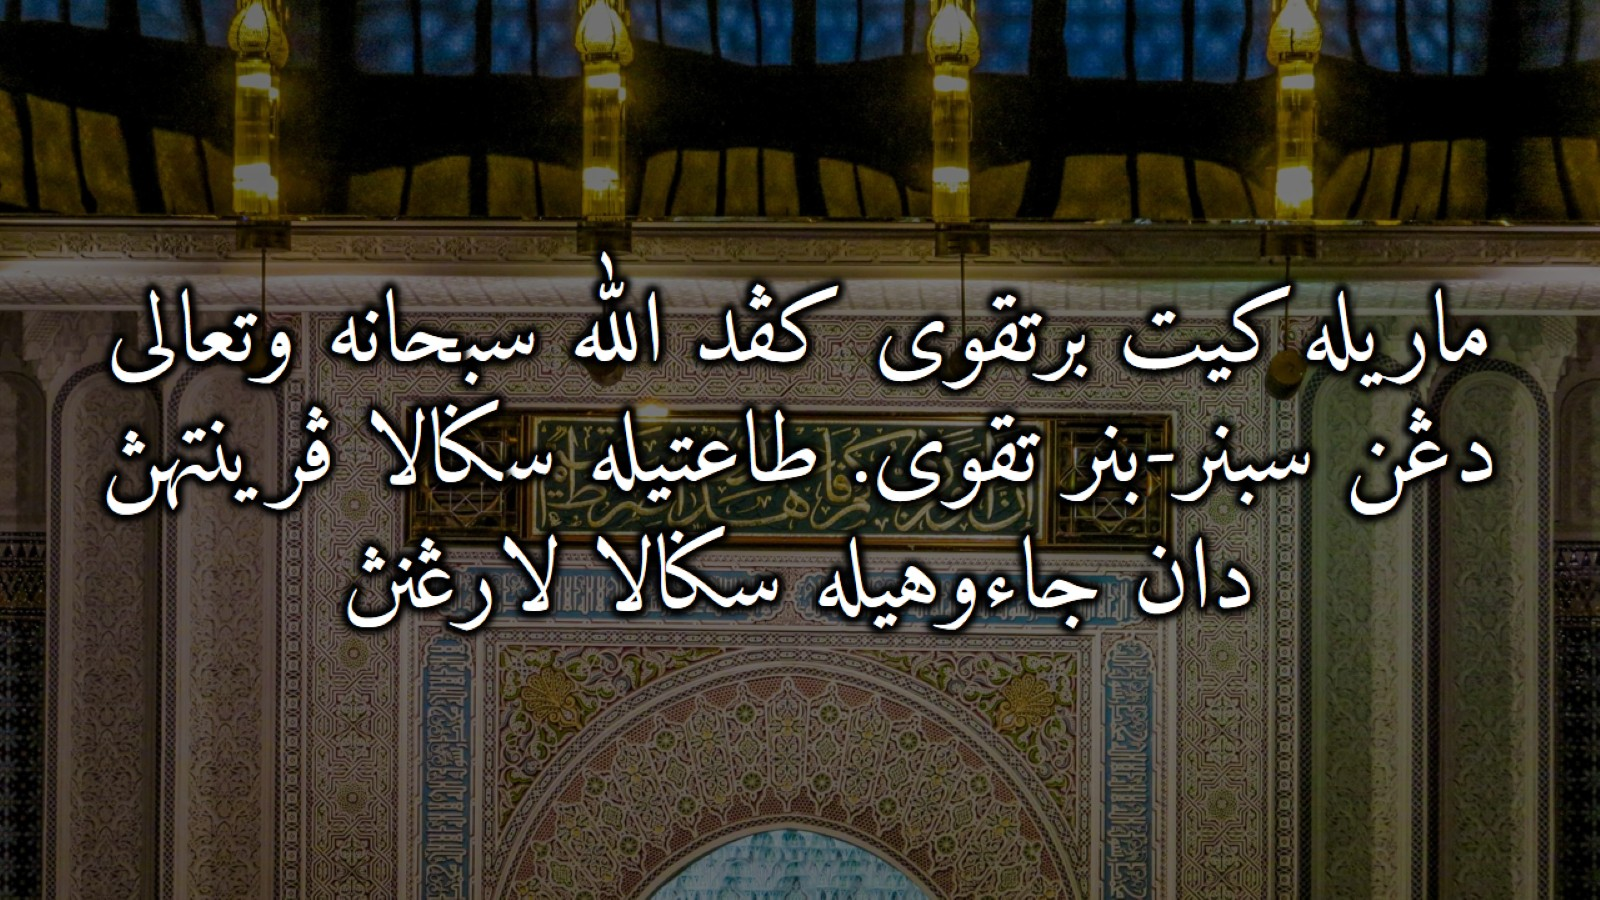 ماريله كيت برتقوى كڤد الله سبحانه وتعالى
دڠن سبنر-بنر تقوى. طاعتيله سݢالا ڤرينتهڽ
دان جاءوهيله سݢالا لارڠنڽ